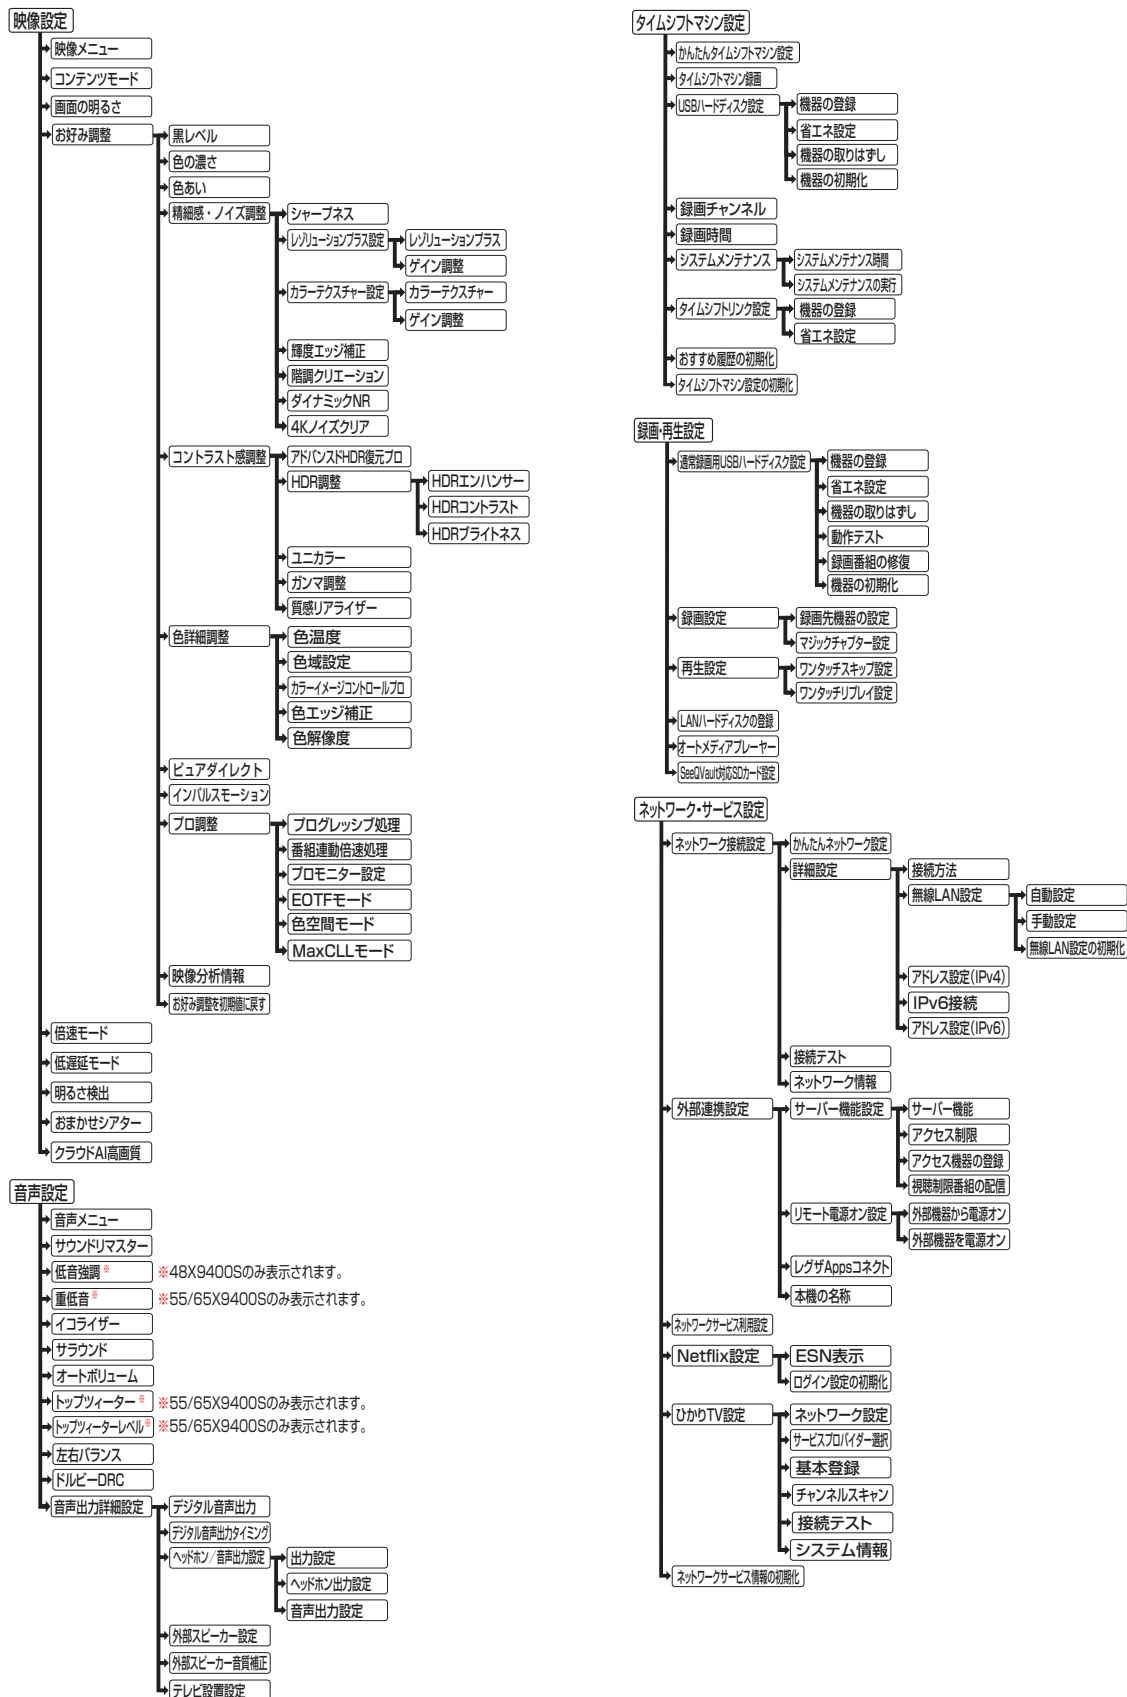 映像設定
映像メニュー
コンテンツモード
画面の明るさ
お好み調整
黒レベル
色の濃さ
色あい
精細感・ノイズ調整
シャープネス
レゾリューションプラス設定
レゾリューションプラス
ゲイン調整
カラーテクスチャー設定
カラーテクスチャー
ゲイン調整
輝度エッジ補正
階調クリエーション
ダイナミックNR
4Kノイズクリア
コントラスト感調整
アドバンスドHDR復元プロ
HDR調整
HDRエンハンサー
HDRコントラスト
HDRブライトネス
ユニカラー
ガンマ調整
質感リアライザー
色詳細調整
色温度
色域設定
カラーイメージコントロールプロ
色エッジ補正
色解像度
ピュアダイレクト
インパルスモーション
プロ調整
プログレッシブ処理
番組連動倍速処理
プロモニター設定
EOTFモード
色空間モード
MaxCLLモード
映像分析情報
お好み調整を初期値に戻す
倍速モード
低遅延モード
明るさ検出
おまかせシアター
クラウドAI高画質
音声設定
音声メニュー
サウンドリマスター
低音強調※ ※48X9400Sのみ表示されます。
重低音※ ※55/65X9400Sのみ表示されます。
イコライザー
サラウンド
オートボリューム
トップツィーター※ ※55/65X9400Sのみ表示されます。
トップツィーターレベル※ ※55/65X9400Sのみ表示されます。
左右バランス
ドルビーDRC
音声出力詳細設定
デジタル音声出力
デジタル音声出力タイミング
ヘッドホン／音声出力設定
出力設定
ヘッドホン出力設定
音声出力設定
外部スピーカー設定
外部スピーカー音質補正
テレビ設置設定
タイムシフトマシン設定
かんたんタイムシフトマシン設定
タイムシフトマシン録画
USBハードディスク設定
機器の登録
省エネ設定
機器の取りはずし
機器の初期化
録画チャンネル
録画時間
システムメンテナンス
システムメンテナンス時間
システムメンテナンスの実行
タイムシフトリンク設定
機器の登録
省エネ設定
おすすめ履歴の初期化
タイムシフトマシン設定の初期化
録画・再生設定
通常録画用USBハードディスク設定
機器の登録
省エネ設定
機器の取りはずし
動作テスト
録画番組の修復
機器の初期化
録画設定
録画先機器の設定
マジックチャプター設定
再生設定
ワンタッチスキップ設定
ワンタッチリプレイ設定
LANハードディスクの登録
オートメディアプレーヤー
SeeQVault対応SDカード設定
ネットワーク・サービス設定
ネットワーク接続設定
かんたんネットワーク設定
詳細設定
接続方法
無線LAN設定
自動設定
手動設定
無線LAN設定の初期化
アドレス設定(IPv4)
IPv6接続
アドレス設定(IPv6)
接続テスト
ネットワーク情報
外部連携設定
サーバー機能設定
サーバー機能
アクセス制限
アクセス機器の登録
視聴制限番組の配信
リモート電源オン設定
外部機器から電源オン
外部機器を電源オン
レグザAppsコネクト
本機の名称
ネットワークサービス利用設定
Netflix設定
ESN表示
ログイン設定の初期化
ひかりTV設定
ネットワーク設定
サービスプロバイダー選択
基本登録
チャンネルスキャン
接続テスト
システム情報
ネットワークサービス情報の初期化